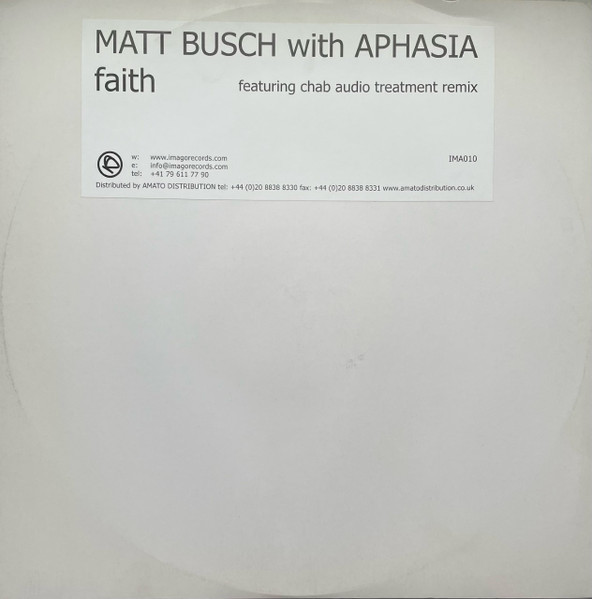 MATT BUSCH with APHASIA
faith
featuring chab audio treatment remix
w: www.imagorecords.com
e: info@imagorecords.com
tel: +41 79 611 77 90
IMA010
Distributed by AMATO DISTRIBUTION tel: +44 (0)20 8838 8330 fax: +44 (0)20 8838 8331 www.amatodistribution.co.uk